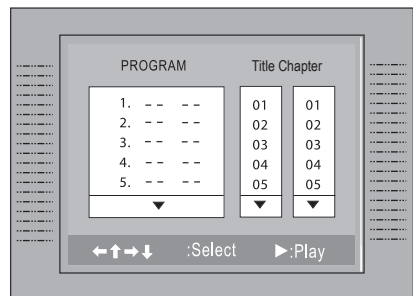 PROGRAM Title Chapter
1. -- -- 01 01
2. -- -- 02 02
3. -- -- 03 03
4. -- -- 04 04
5. -- -- 05 05
▼ ▼ ▼
←↑→↓ :Select ▶:Play